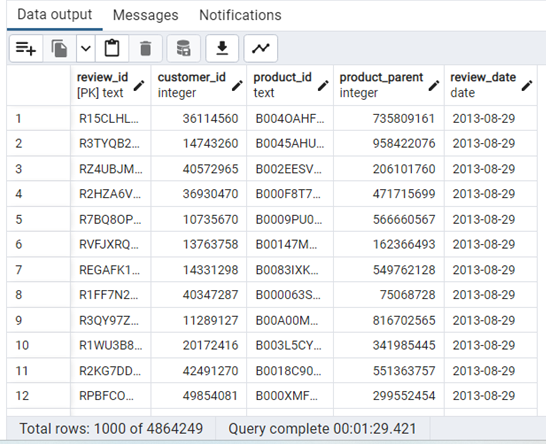 Data output Messages Notifications
review_id customer_id product_id product_parent review_date
[PK] text integer text integer date
1 R15CLHL... 36114560 B004OAHF... 735809161 2013-08-29
2 R3TYQB2... 14743260 B0045AHU... 958422076 2013-08-29
3 RZ4UBJM... 40572965 B002EESV... 206101760 2013-08-29
4 R2HZA6V... 36930470 B000F8T7... 471715699 2013-08-29
5 R7BQ8OP... 10735670 B0009PU0... 566660567 2013-08-29
6 RVFJXRQ... 13763758 B00147M... 162366493 2013-08-29
7 REGAFK1... 14331298 B0083IXK... 549762128 2013-08-29
8 R1FF7N2... 40347287 B000063S... 75068728 2013-08-29
9 R3QY97Z... 11289127 B00A00M... 816702565 2013-08-29
10 R1WU3B8... 20172416 B003L5CY... 341985445 2013-08-29
11 R2KG7DD... 42491270 B0018C90... 551363757 2013-08-29
12 RPBFCO... 49854081 B000XMF... 299552454 2013-08-29
Total rows: 1000 of 4864249 Query complete 00:01:29.421